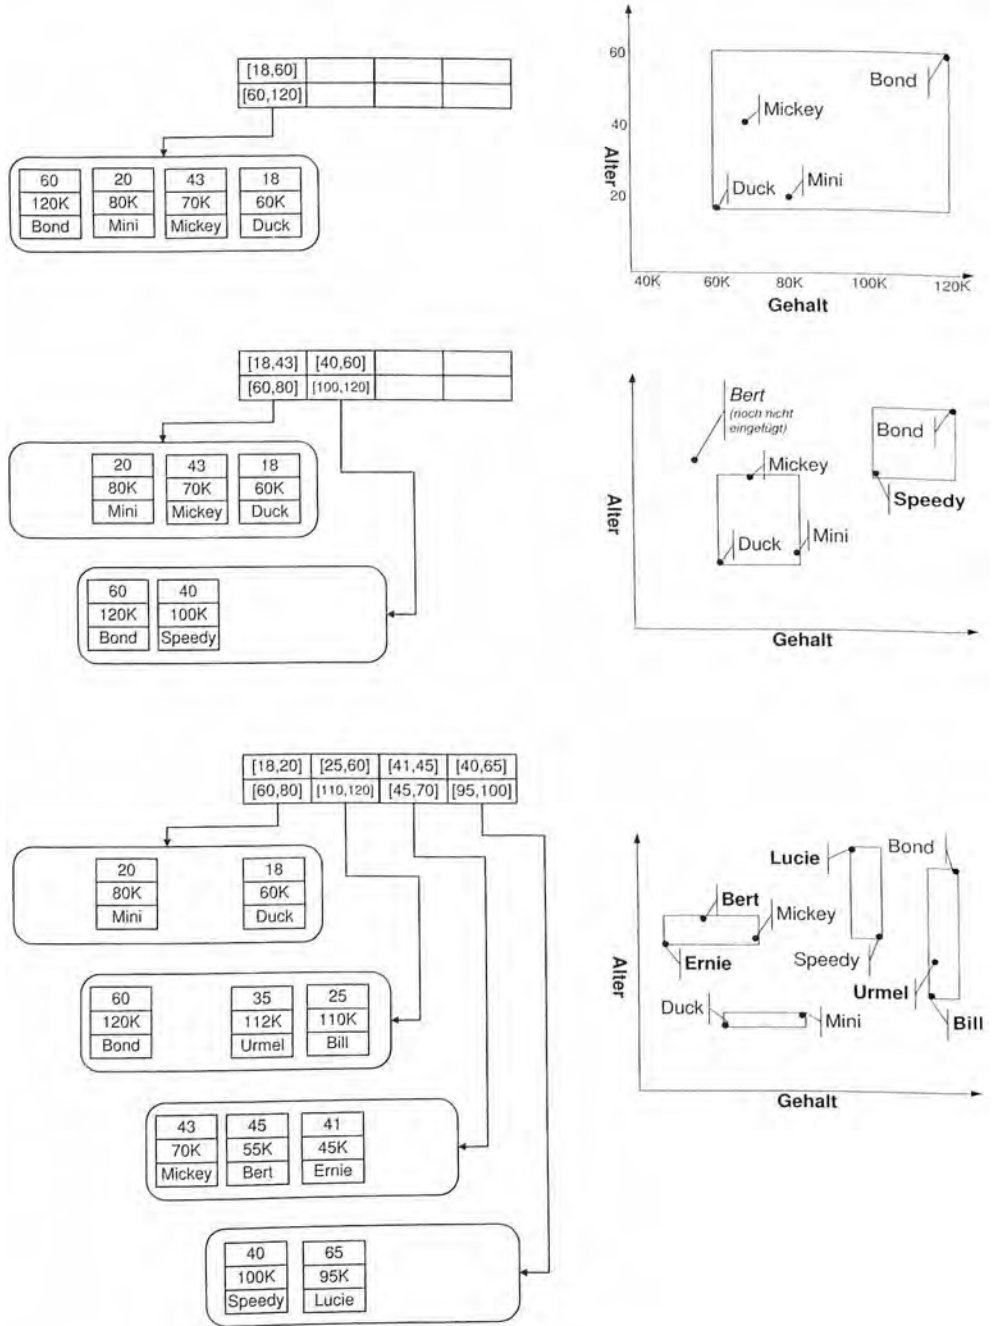 [18,60]
[60,120]
60 20 43 18
120K 80K 70K 60K
Bond Mini Mickey Duck
60
40
20
Alter
Bond
Mickey
Duck Mini
40K 60K 80K 100K 120K
Gehalt
[18,43] [40,60]
[60,80] [100,120]
20 43 18
80K 70K 60K
Mini Mickey Duck
60 40
120K 100K
Bond Speedy
Alter
Bert
(noch nicht
eingefügt)
Bond
Mickey
Speedy
Duck Mini
Gehalt
[18,20] [25,60] [41,45] [40,65]
[60,80] [110,120] [45,70] [95,100]
20 18
80K 60K
Mini Duck
60 35 25
120K 112K 110K
Bond Urmel Bill
43 45 41
70K 55K 45K
Mickey Bert Ernie
40 65
100K 95K
Speedy Lucie
Alter
Lucie Bond
Bert
Mickey
Ernie Speedy
Urmel
Duck Mini Bill
Gehalt